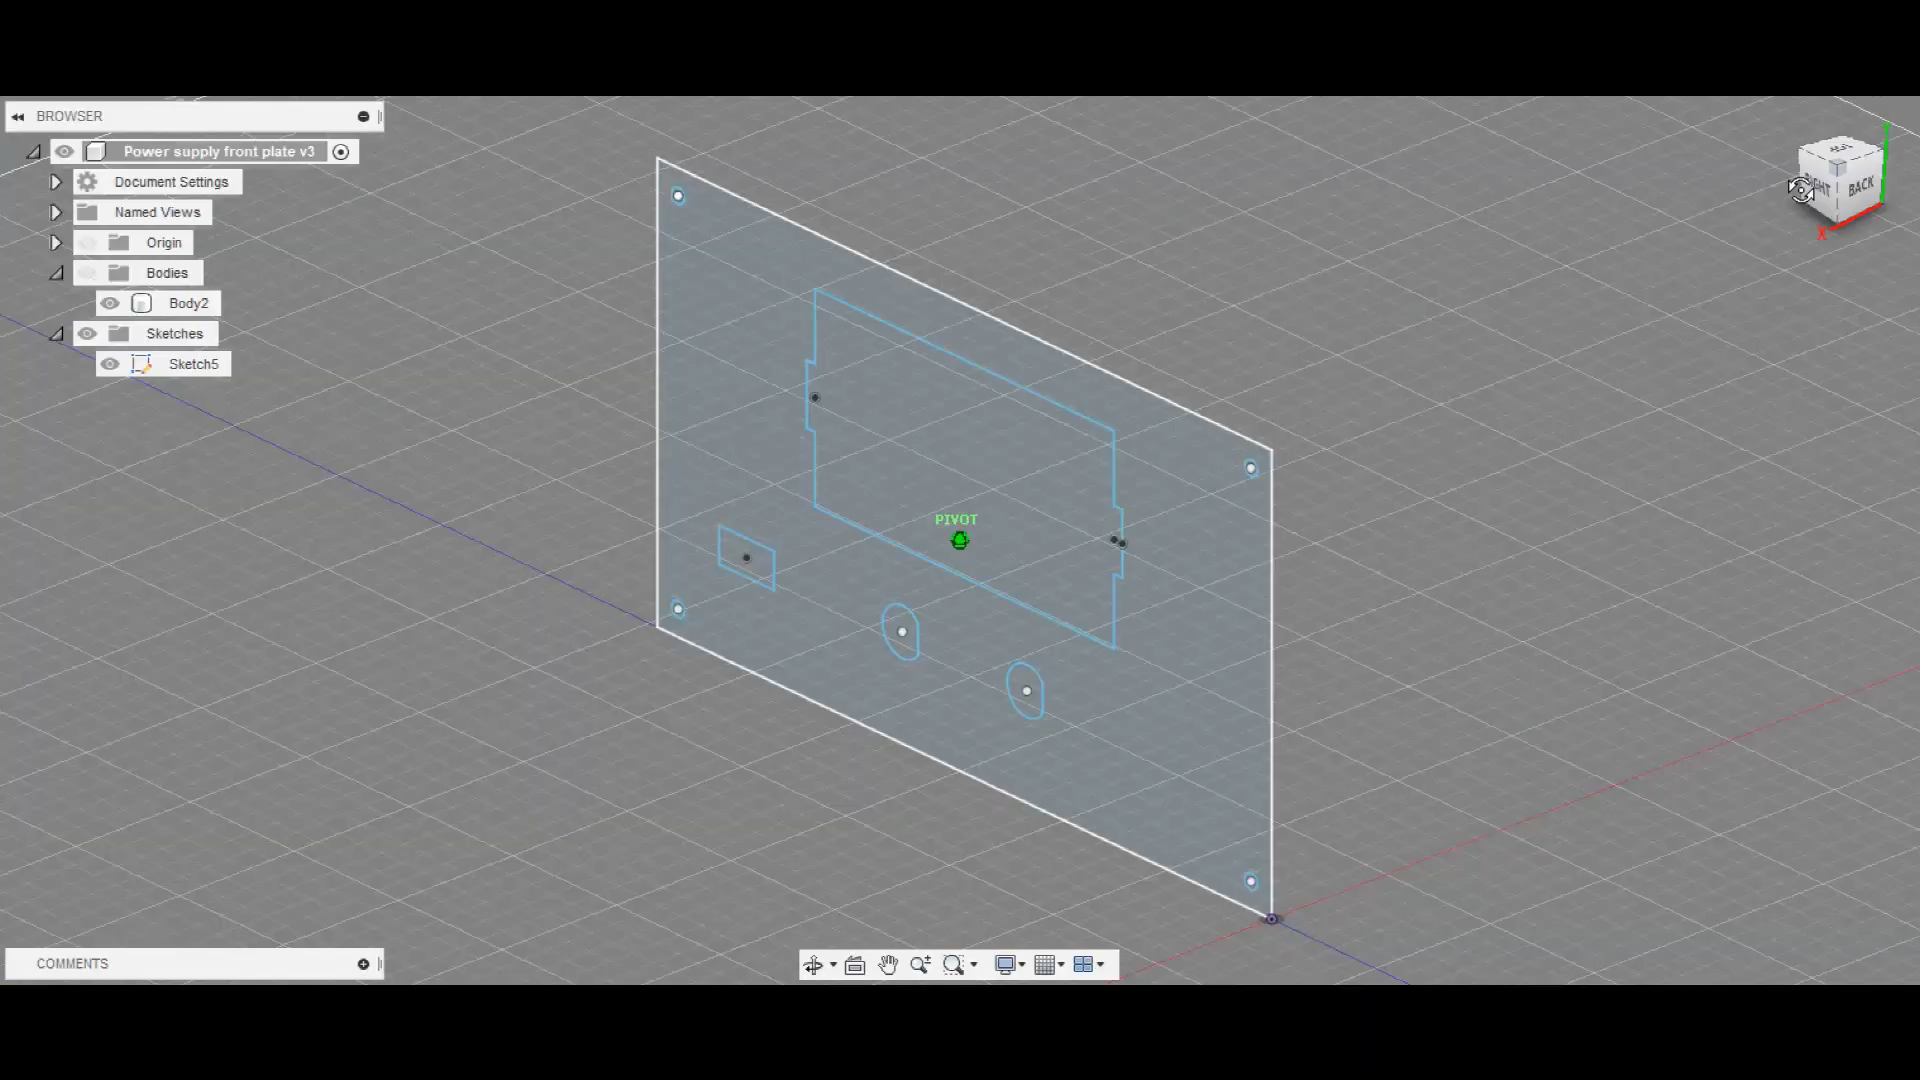 BROWSER
Power supply front plate v3
Document Settings
Named Views
Origin
Bodies
Body2
Sketches
Sketch5
PIVOT
BACK
X
COMMENTS